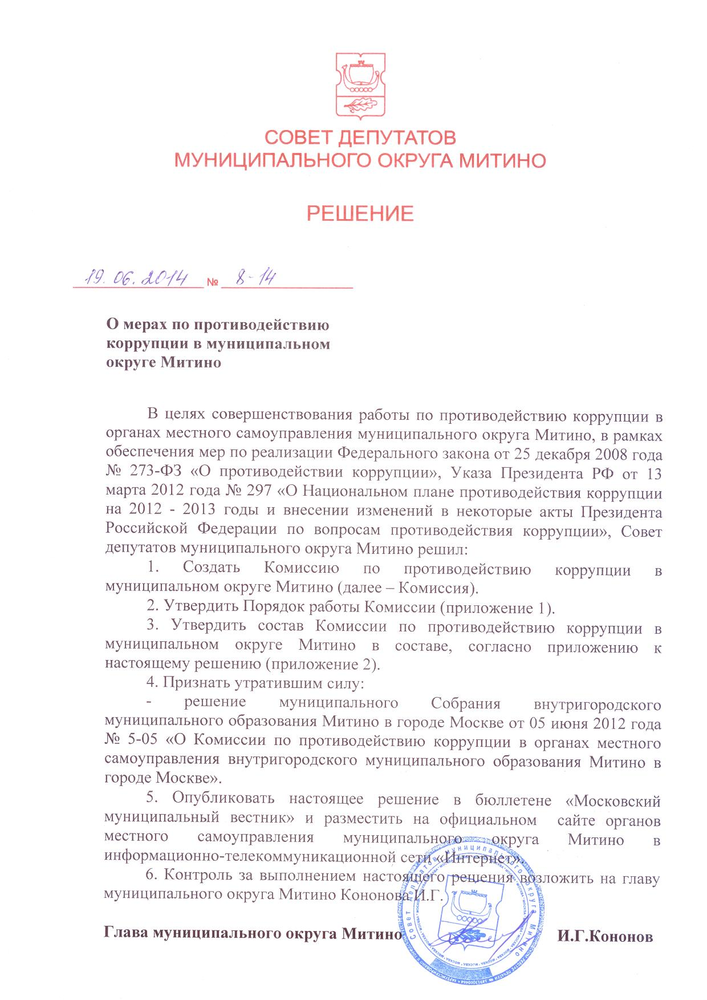 СОВЕТ ДЕПУТАТОВ
МУНИЦИПАЛЬНОГО ОКРУГА МИТИНО
РЕШЕНИЕ
19.06.2014 № 8-14
О мерах по противодействию
коррупции в муниципальном
округе Митино
В целях совершенствования работы по противодействию коррупции в
органах местного самоуправления муниципального округа Митино, в рамках
обеспечения мер по реализации Федерального закона от 25 декабря 2008 года
№ 273-ФЗ «О противодействии коррупции», Указа Президента РФ от 13
марта 2012 года № 297 «О Национальном плане противодействия коррупции
на 2012 - 2013 годы и внесении изменений в некоторые акты Президента
Российской Федерации по вопросам противодействия коррупции», Совет
депутатов муниципального округа Митино решил:
1. Создать Комиссию по противодействию коррупции в
муниципальном округе Митино (далее – Комиссия).
2. Утвердить Порядок работы Комиссии (приложение 1).
3. Утвердить состав Комиссии по противодействию коррупции в
муниципальном округе Митино в составе, согласно приложению к
настоящему решению (приложение 2).
4. Признать утратившим силу:
- решение муниципального Собрания внутригородского
муниципального образования Митино в городе Москве от 05 июня 2012 года
№ 5-05 «О Комиссии по противодействию коррупции в органах местного
самоуправления внутригородского муниципального образования Митино в
городе Москве».
5. Опубликовать настоящее решение в бюллетене «Московский
муниципальный вестник» и разместить на официальном сайте органов
местного самоуправления муниципального округа Митино в
информационно-телекоммуникационной сети «Интернет».
6. Контроль за выполнением настоящего решения возложить на главу
муниципального округа Митино Кононова И.Г.
Глава муниципального округа Митино И.Г.Кононов
Совет депутатов муниципального округа Митино